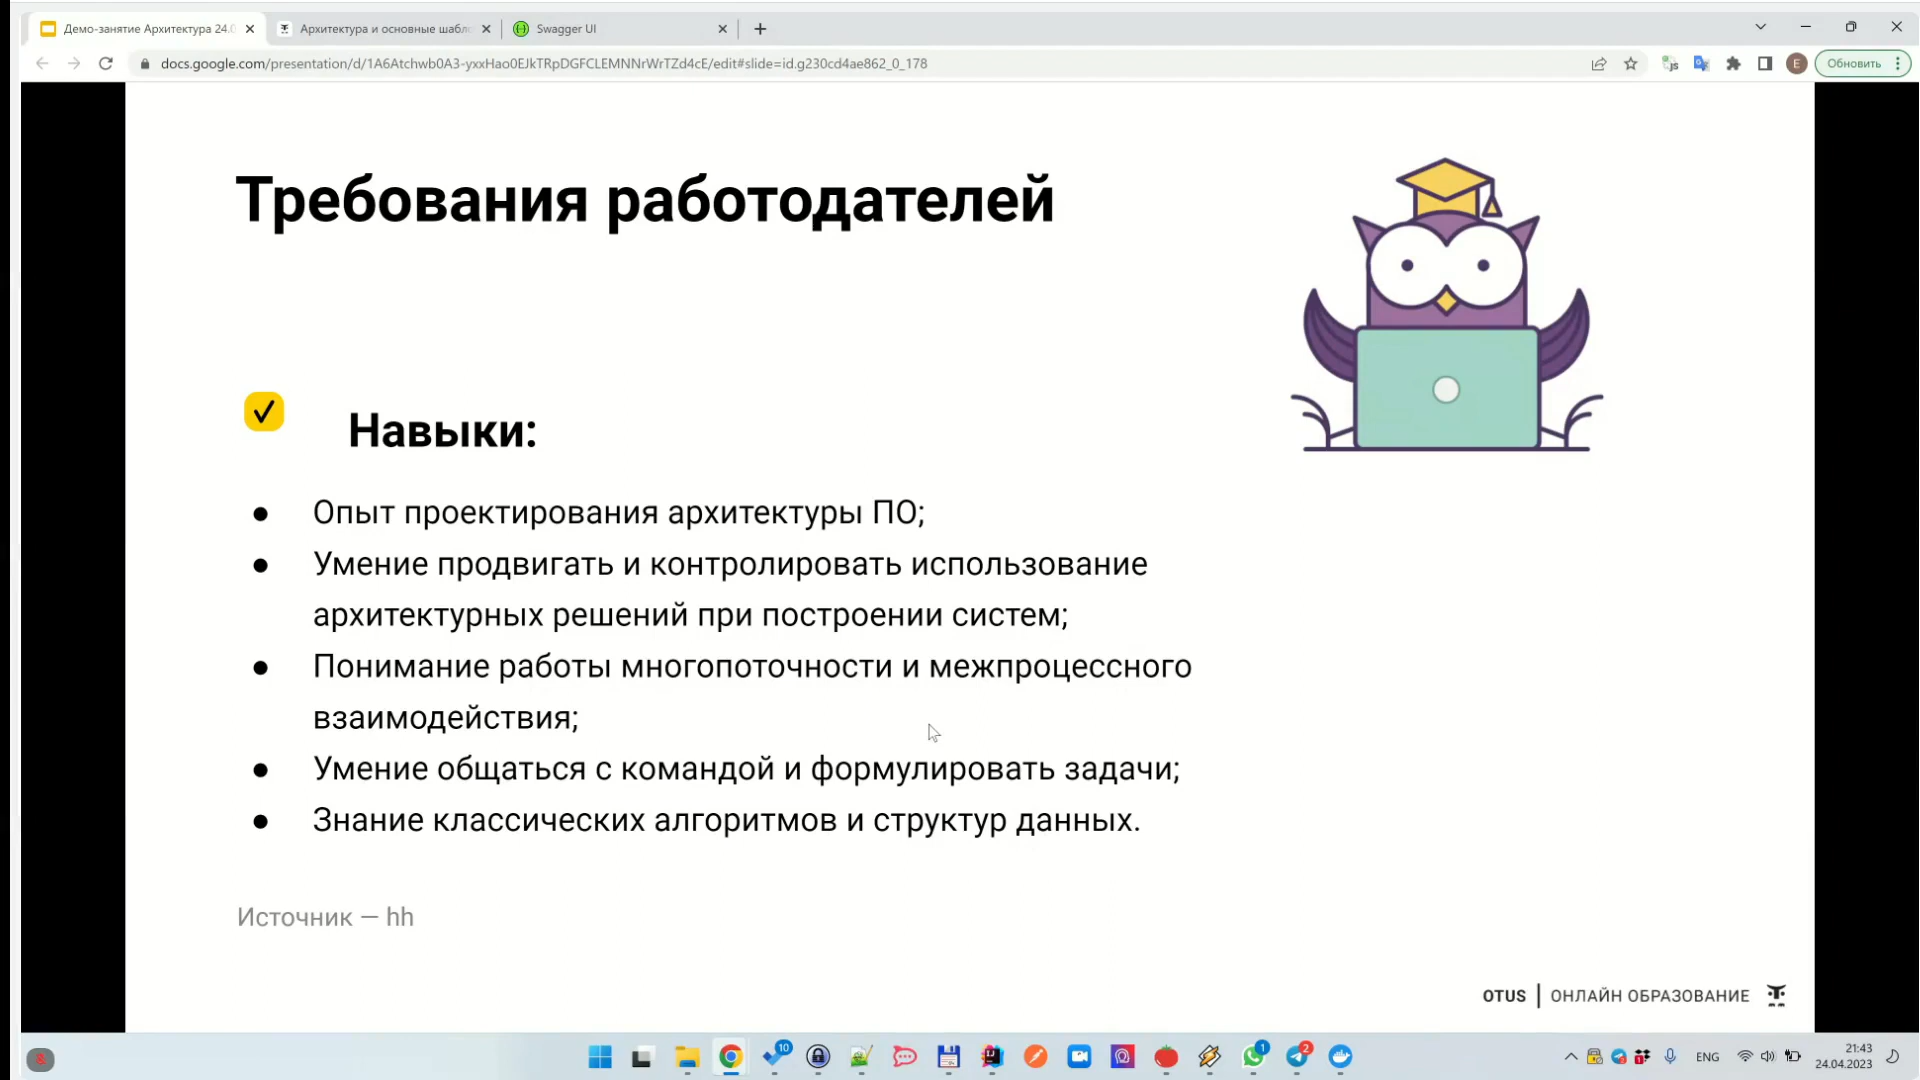 Демо-занятие Архитектура 24.0
Архитектура и основные шабл
Swagger UI
docs.google.com/presentation/d/1A6Atchwb0A3-yxxHao0EJkTRpDGFCLEMNNrWrTZd4cE/edit#slide=id.g230cd4ae862_0_178
E
Обновить
Требования работодателей
Навыки:
● Опыт проектирования архитектуры ПО;
● Умение продвигать и контролировать использование
архитектурных решений при построении систем;
● Понимание работы многопоточности и межпроцессного
взаимодействия;
● Умение общаться с командой и формулировать задачи;
● Знание классических алгоритмов и структур данных.
Источник — hh
OTUS | ОНЛАЙН ОБРАЗОВАНИЕ
10
1
2
ENG
21:43
24.04.2023